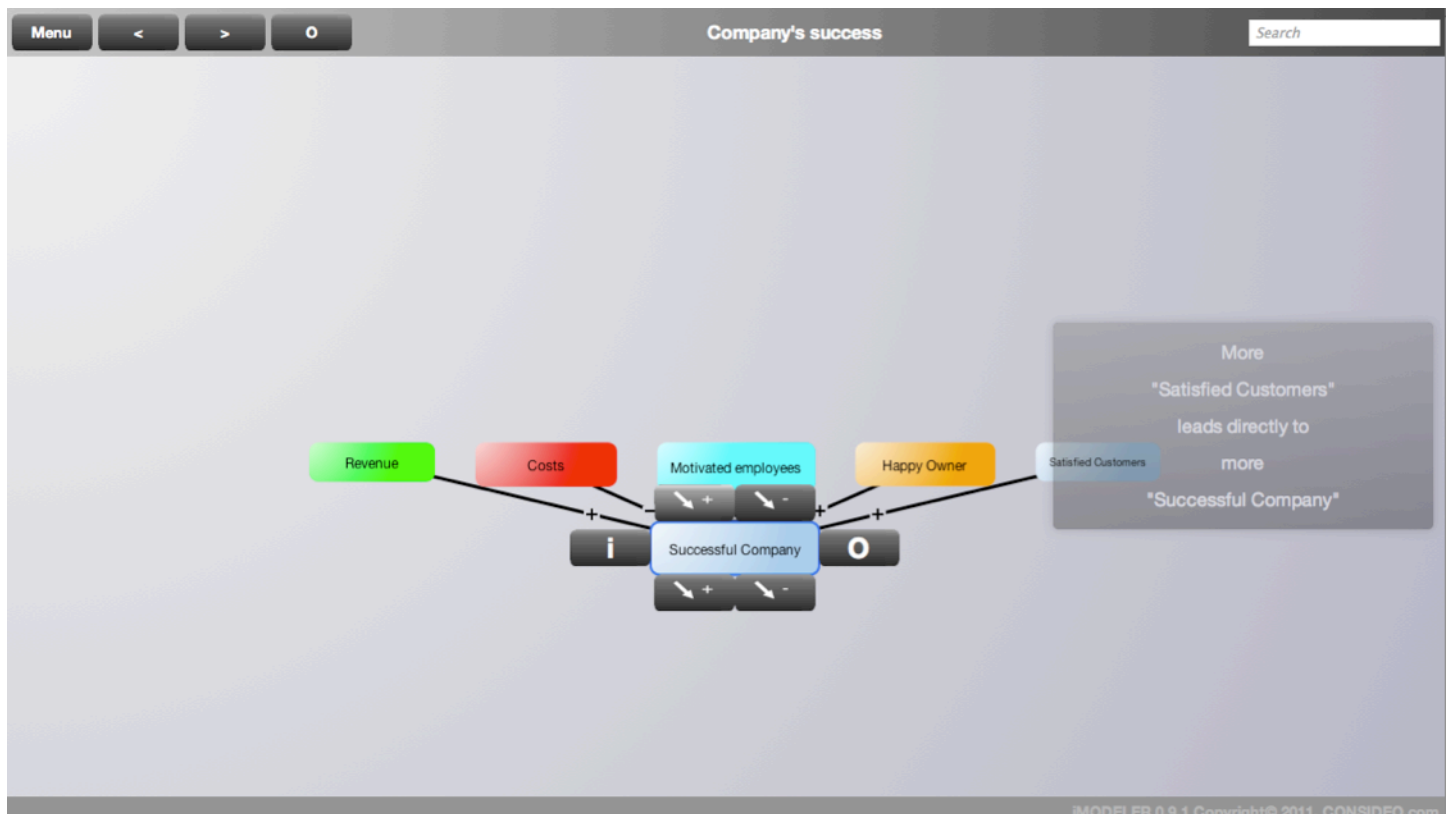 Menu
<
>
O
Company's success
Search
More
"Satisfied Customers"
leads directly to
more
"Successful Company"
Revenue
Costs
Motivated employees
Happy Owner
Satisfied Customers
+
-
+
+
+
-
i
Successful Company
O
+
-
iMODELER 0.9.1 Copyright© 2011, CONSIDEO.com